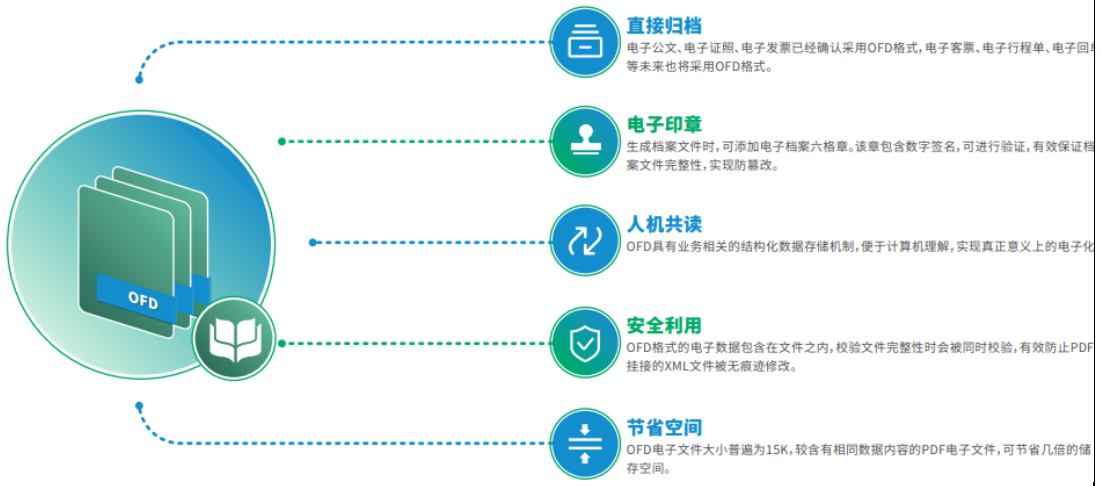 直接归档
电子公文、电子证照、电子发票已经确认采用OFD格式，电子客票、电子行程单、电子回单
等未来也将采用OFD格式。
电子印章
生成档案文件时，可添加电子档案六格章。该章包含数字签名，可进行验证，有效保证档
案文件完整性，实现防篡改。
人机共读
OFD具有业务相关的结构化数据存储机制，便于计算机理解，实现真正意义上的电子化
OFD
安全利用
OFD格式的电子数据包含在文件之内，校验文件完整性时会被同时校验，有效防止PDF
挂接的XML文件被无痕迹修改。
节省空间
OFD电子文件大小普遍为15K，较含有相同数据内容的PDF电子文件，可节省几倍的储
存空间。